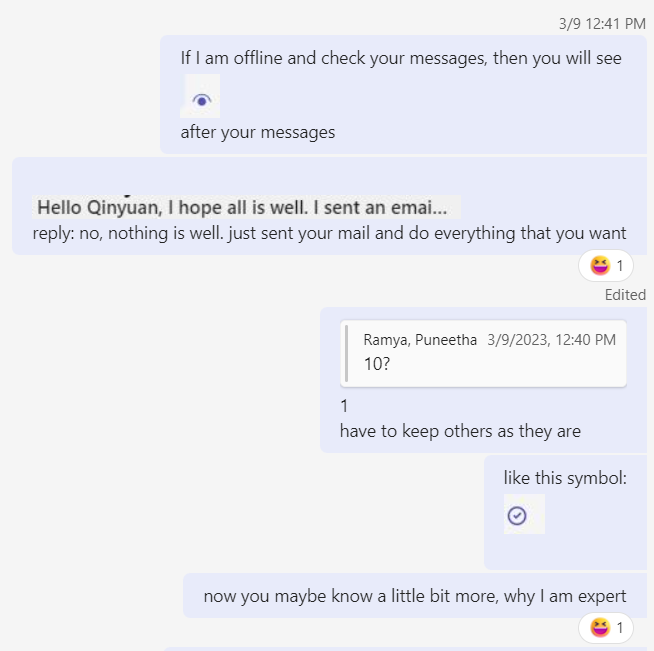 3/9 12:41 PM
If I am offline and check your messages, then you will see
after your messages
Hello Qinyuan, I hope all is well. I sent an emai...
reply: no, nothing is well. just sent your mail and do everything that you want
1
Edited
Ramya, Puneetha 3/9/2023, 12:40 PM
10?
1
have to keep others as they are
like this symbol:
now you maybe know a little bit more, why I am expert
1